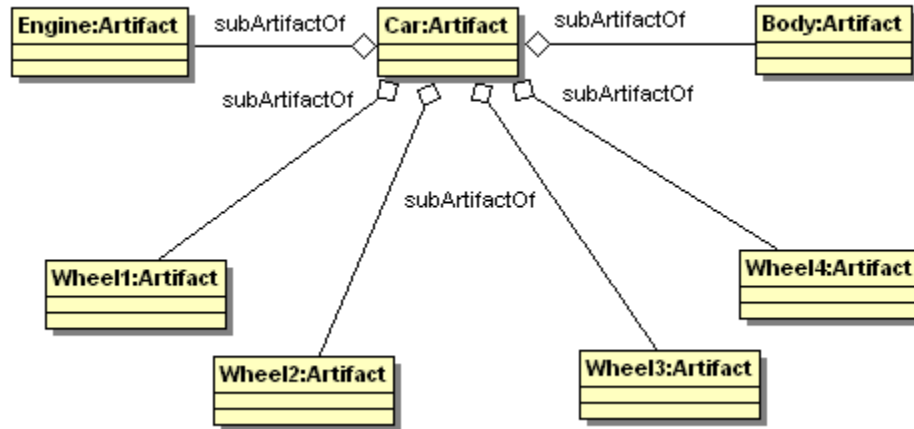 Engine:Artifact
subArtifactOf
Car:Artifact
subArtifactOf
Body:Artifact
subArtifactOf
subArtifactOf
subArtifactOf
Wheel1:Artifact
Wheel4:Artifact
Wheel2:Artifact
Wheel3:Artifact